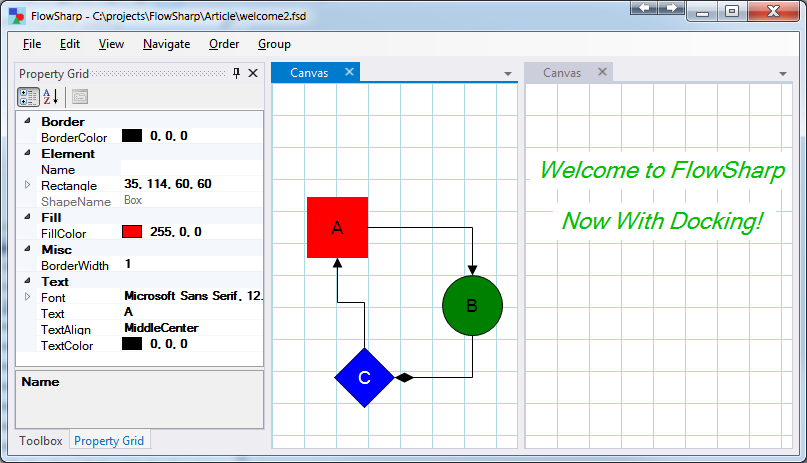 FlowSharp - C:\projects\FlowSharp\Article\welcome2.fsd
File Edit View Navigate Order Group
Property Grid
Canvas
Canvas
A
Z
Border
BorderColor 0, 0, 0
Element
Name
Rectangle 35, 114, 60, 60
ShapeName Box
Fill
FillColor 255, 0, 0
Misc
BorderWidth 1
Text
Font Microsoft Sans Serif, 12.
Text A
TextAlign MiddleCenter
TextColor 0, 0, 0
Name
Toolbox Property Grid
A
B
C
Welcome to FlowSharp
Now With Docking!